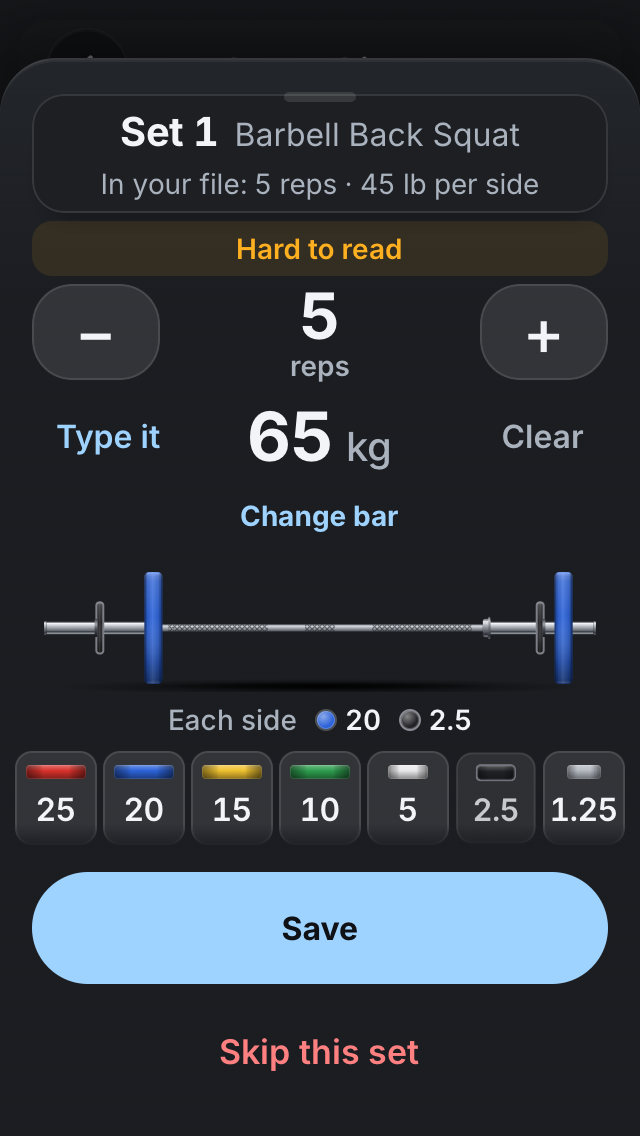 Set 1 Barbell Back Squat
In your file: 5 reps · 45 lb per side
Hard to read
− 5 +
reps
Type it 65 kg Clear
Change bar
Each side 20 2.5
25 20 15 10 5 2.5 1.25
Save
Skip this set